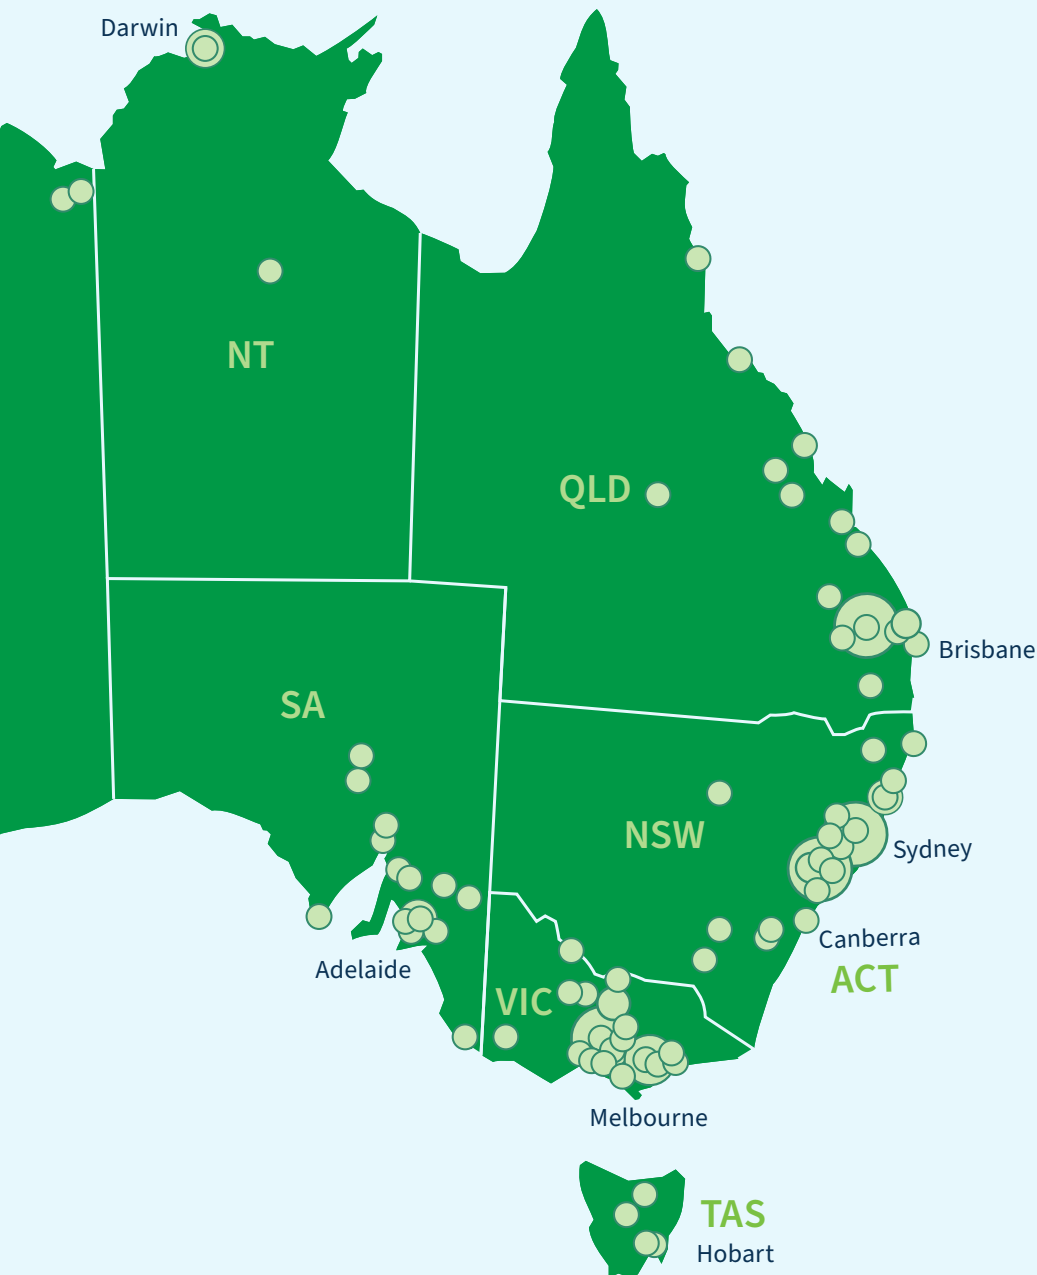 Darwin
NT
QLD
Brisbane
SA
NSW
Sydney
Canberra
ACT
Adelaide
VIC
Melbourne
TAS
Hobart